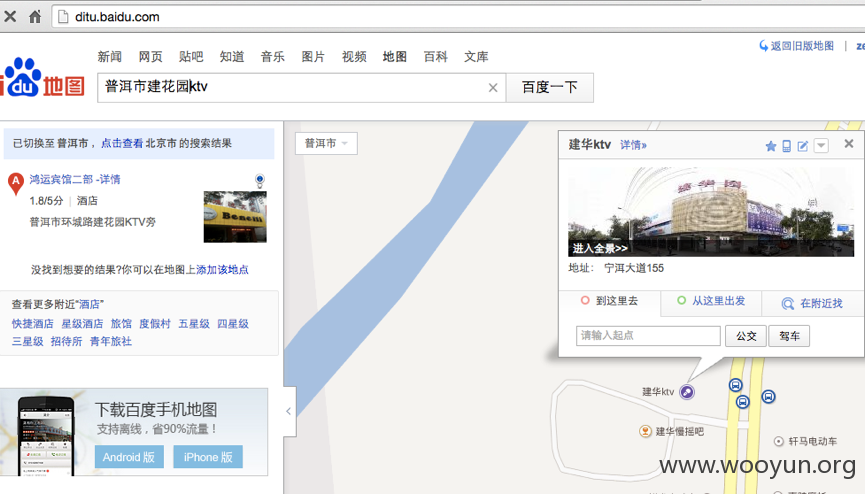 ditu.baidu.com
返回旧版地图 | ze
新闻 网页 贴吧 知道 音乐 图片 视频 地图 百科 文库
du 地图
普洱市建花园ktv
百度一下
已切换至 普洱市， 点击查看 北京市 的搜索结果
A 鸿运宾馆二部 -详情
1.8/5分 | 酒店
普洱市环城路建花园KTV旁
没找到想要的结果?你可以在地图上添加该地点
查看更多附近“酒店”
快捷酒店 星级酒店 旅馆 度假村 五星级 四星级
三星级 招待所 青年旅社
下载百度手机地图
支持离线，省90%流量！
Android 版 iPhone 版
普洱市
建华ktv 详情»
进入全景>>
地址： 宁洱大道155
到这里去 从这里出发 在附近找
请输入起点 公交 驾车
建华ktv
建华慢摇吧
轩马电动车
www.wooyun.org